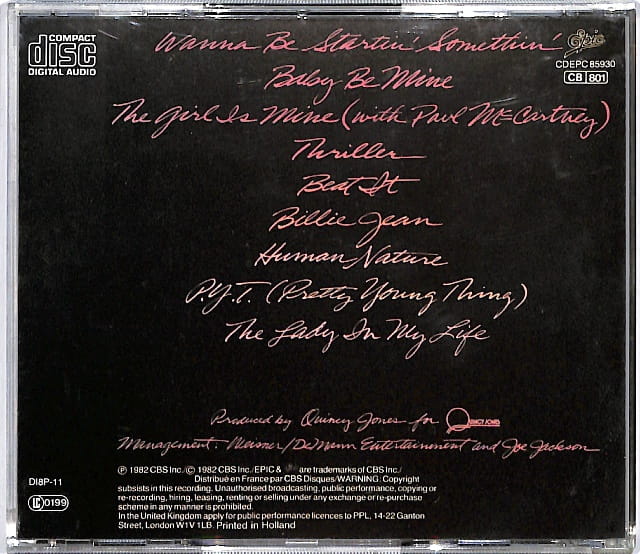 COMPACT
disc
DIGITAL AUDIO
Wanna Be Startin' Somethin'
Epic
CDEPC 85930
CB 801
Baby Be Mine
The Girl Is Mine (with Paul McCartney)
Thriller
Beat It
Billie Jean
Human Nature
P.Y.T. (Pretty Young Thing)
The Lady In My Life
Produced by Quincy Jones for QUINCY JONES
Management: Weisner/DeMann Entertainment and Joe Jackson
℗ 1982 CBS Inc./© 1982 CBS Inc./EPIC & are trademarks of CBS Inc./
Distribué en France par CBS Disques/WARNING: Copyright
subsists in this recording. Unauthorised broadcasting, public performance, copying or
re-recording, hiring, leasing, renting or selling under any exchange or re-purchase
scheme in any manner is prohibited.
In the United Kingdom apply for public performance licences to PPL, 14-22 Ganton
Street, London W1V 1LB. Printed in Holland
DI8P-11
0199